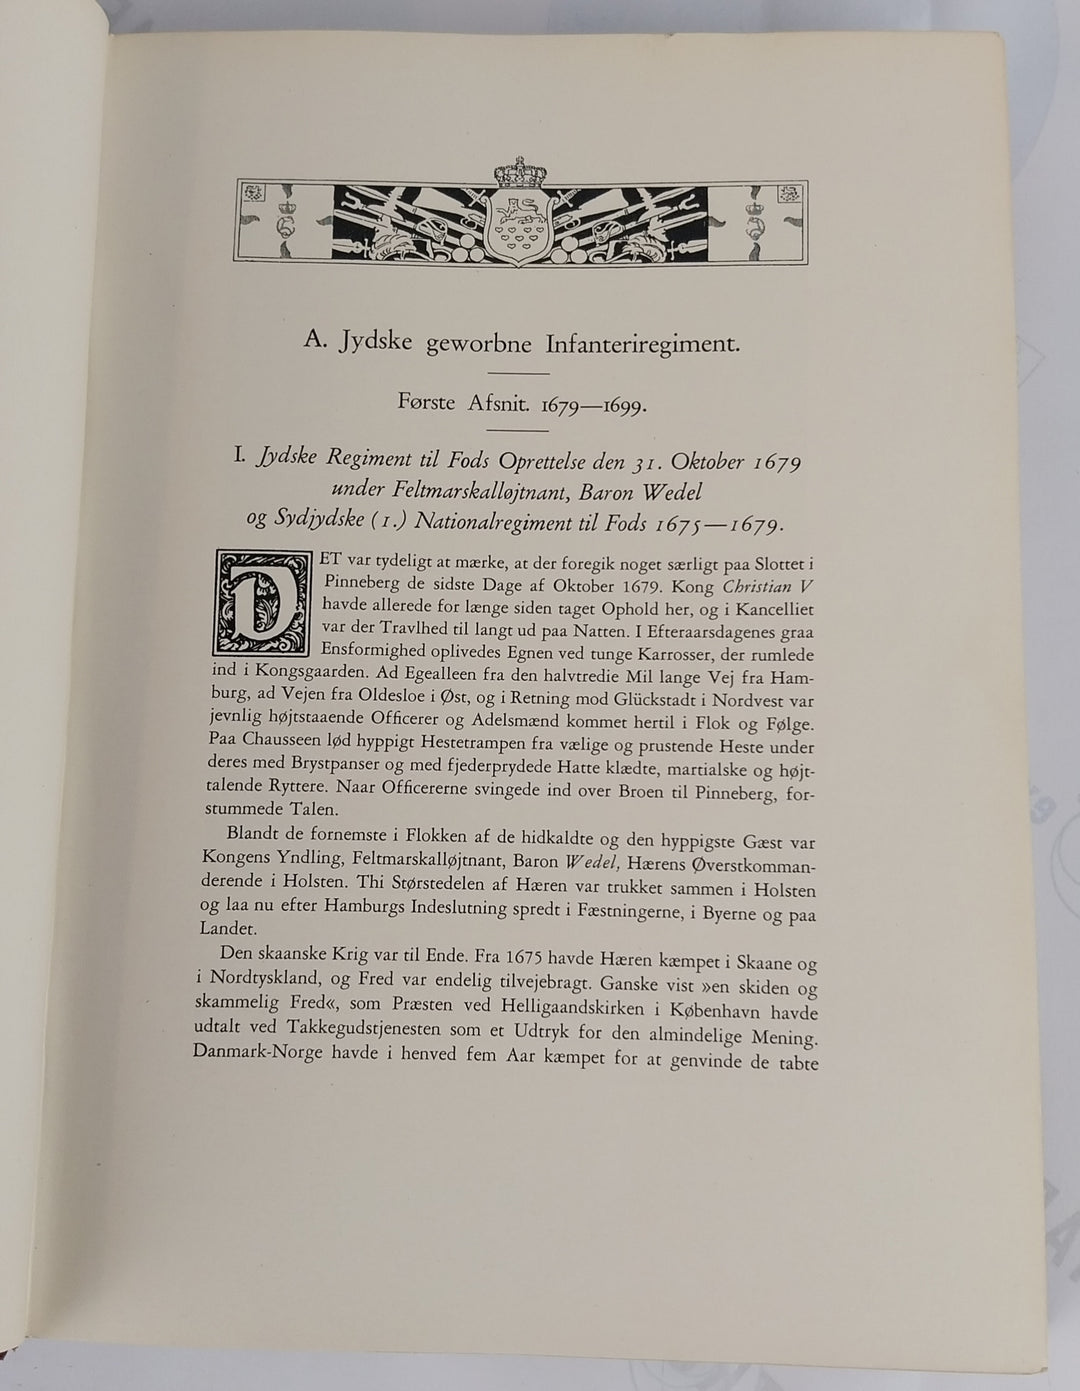 A. Jydske geworbne Infanteriregiment.
Første Afsnit. 1679—1699.
I. Jydske Regiment til Fods Oprettelse den 31. Oktober 1679
under Feltmarskalløjtnant, Baron Wedel
og Sydjydske (1.) Nationalregiment til Fods 1675—1679.
DET var tydeligt at mærke, at der foregik noget særligt paa Slottet i
Pinneberg de sidste Dage af Oktober 1679. Kong Christian V
havde allerede for længe siden taget Ophold her, og i Kancelliet
var der Travlhed til langt ud paa Natten. I Efteraarsdagenes graa
Ensformighed oplivedes Egnen ved tunge Karrosser, der rumlede
ind i Kongsgaarden. Ad Egealleen fra den halvtredie Mil lange Vej fra Ham-
burg, ad Vejen fra Oldesloe i Øst, og i Retning mod Glückstadt i Nordvest var
jevnlig højtstaaende Officerer og Adelsmænd kommet hertil i Flok og Følge.
Paa Chausseen lød hyppigt Hestetrampen fra vælige og prustende Heste under
deres med Brystpanser og med fjederprydede Hatte klædte, martialske og højt-
talende Ryttere. Naar Officererne svingede ind over Broen til Pinneberg, for-
stummede Talen.
Blandt de fornemste i Flokken af de hidkaldte og den hyppigste Gæst var
Kongens Yndling, Feltmarskalløjtnant, Baron Wedel, Hærens Øverstkomman-
derende i Holsten. Thi Størstedelen af Hæren var trukket sammen i Holsten
og laa nu efter Hamburgs Indeslutning spredt i Fæstningerne, i Byerne og paa
Landet.
Den skaanske Krig var til Ende. Fra 1675 havde Hæren kæmpet i Skaane og
i Nordtyskland, og Fred var endelig tilvejebragt. Ganske vist »en skiden og
skammelig Fred«, som Præsten ved Helligaandskirken i København havde
udtalt ved Takkegudstjenesten som et Udtryk for den almindelige Mening.
Danmark-Norge havde i henved fem Aar kæmpet for at genvinde de tabte